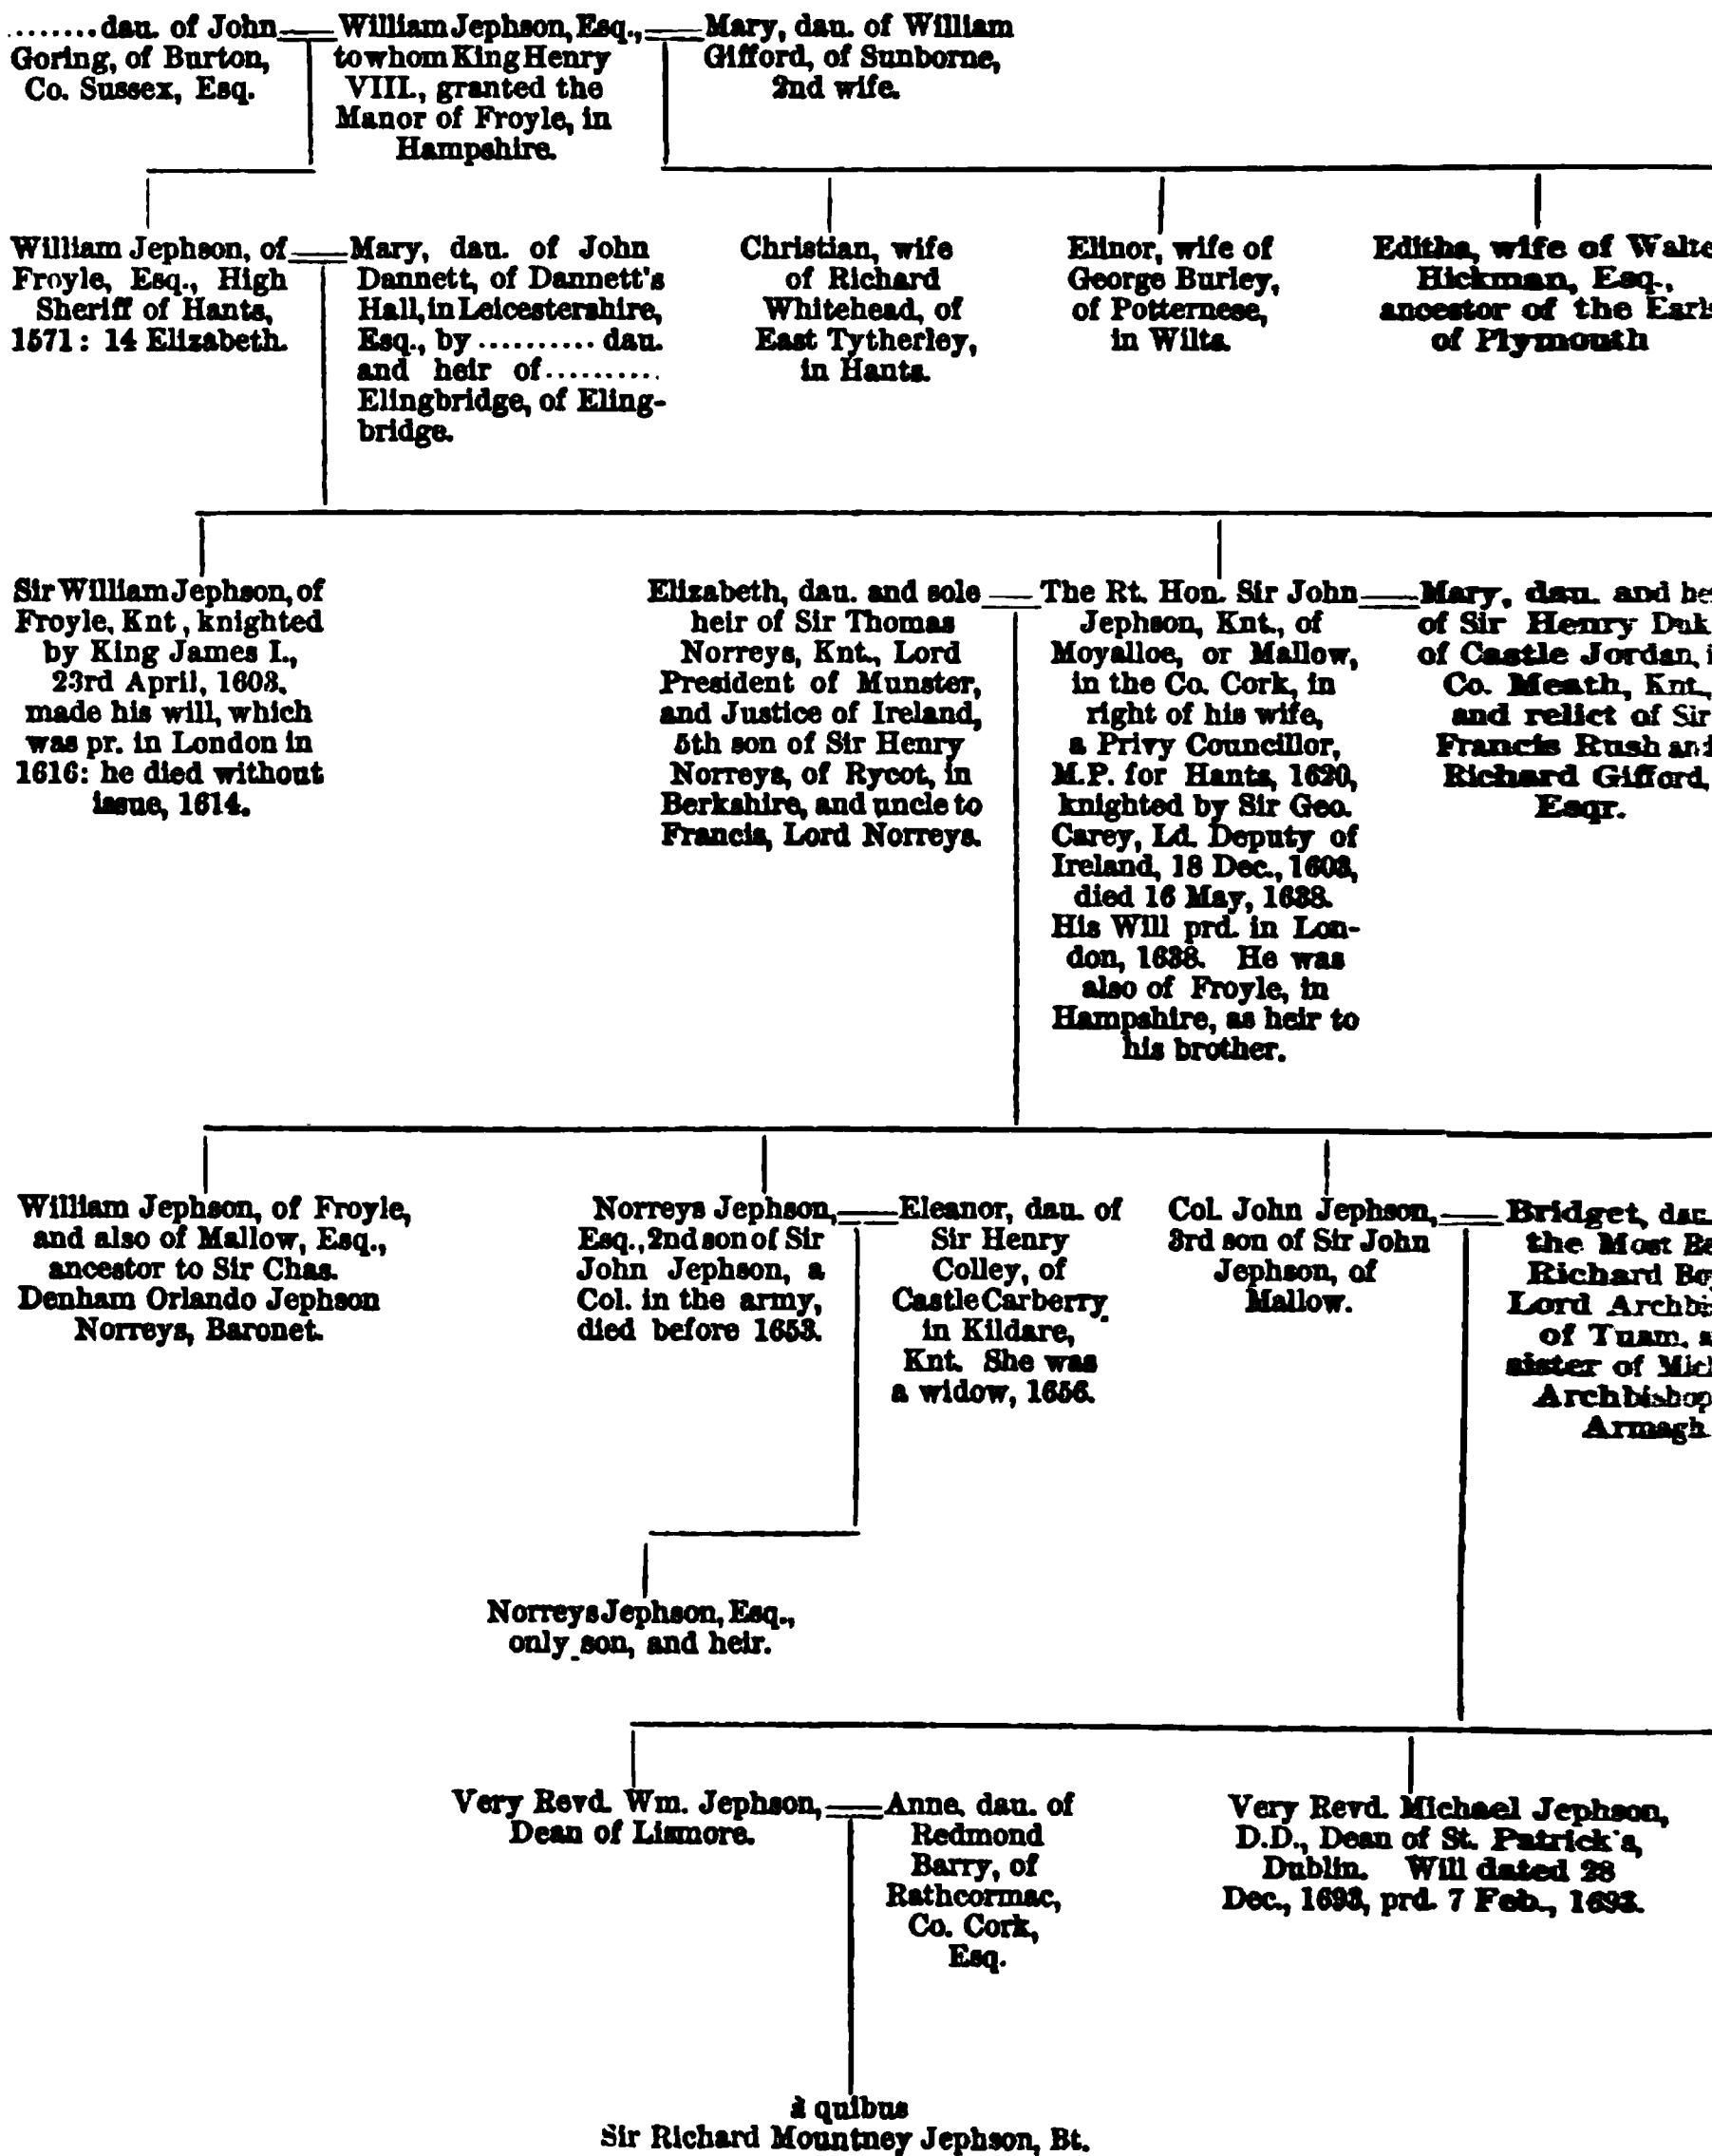 ........ dau. of John
Goring, of Burton,
Co. Sussex, Esq.
William Jephson, Esq.,
to whom King Henry
VIII., granted the
Manor of Froyle, in
Hampshire.
Mary, dau. of William
Gifford, of Sunborne,
2nd wife.
William Jephson, of
Froyle, Esq., High
Sheriff of Hants,
1571: 14 Elizabeth.
Mary, dau. of John
Dannett, of Dannett's
Hall, in Leicestershire,
Esq., by .......... dau.
and heir of ..........
Elingbridge, of Eling-
bridge.
Christian, wife
of Richard
Whitehead, of
East Tytherley,
in Hants.
Elinor, wife of
George Burley,
of Potternese,
in Wilts.
Editha, wife of Walte
Hickman, Esq.,
ancestor of the Earls
of Plymouth
Sir William Jephson, of
Froyle, Knt, knighted
by King James I.,
23rd April, 1603,
made his will, which
was pr. in London in
1616: he died without
issue, 1614.
Elizabeth, dau. and sole
heir of Sir Thomas
Norreys, Knt., Lord
President of Munster,
and Justice of Ireland,
5th son of Sir Henry
Norreys, of Rycot, in
Berkshire, and uncle to
Francis, Lord Norreys.
The Rt. Hon. Sir John
Jephson, Knt., of
Moyalloe, or Mallow,
in the Co. Cork, in
right of his wife,
a Privy Councillor,
M.P. for Hants, 1620,
knighted by Sir Geo.
Carey, Ld. Deputy of
Ireland, 18 Dec., 1603,
died 16 May, 1638.
His Will prd. in Lon-
don, 1638. He was
also of Froyle, in
Hampshire, as heir to
his brother.
Mary, dau. and he
of Sir Henry Duk
of Castle Jordan, i
Co. Meath, Knt.,
and relict of Sir
Francis Rush an
Richard Gifford,
Esqr.
William Jephson, of Froyle,
and also of Mallow, Esq.,
ancestor to Sir Chas.
Denham Orlando Jephson
Norreys, Baronet.
Norreys Jephson,
Esq., 2nd son of Sir
John Jephson, a
Col. in the army,
died before 1653.
Eleanor, dau. of
Sir Henry
Colley, of
Castle Carberry
in Kildare,
Knt. She was
a widow, 1656.
Col. John Jephson,
3rd son of Sir John
Jephson, of
Mallow.
Bridget, dau.
the Most Re
Richard Bo
Lord Archbi
of Tuam, a
sister of Mich
Archbishop
Armagh
Norreys Jephson, Esq.,
only son, and heir.
Very Revd. Wm. Jephson,
Dean of Lismore.
Anne, dau. of
Redmond
Barry, of
Rathcormac,
Co. Cork,
Esq.
Very Revd. Michael Jephson,
D.D., Dean of St. Patrick's,
Dublin. Will dated 28
Dec., 1693, prd. 7 Feb., 1693.
à quibus
Sir Richard Mountney Jephson, Bt.